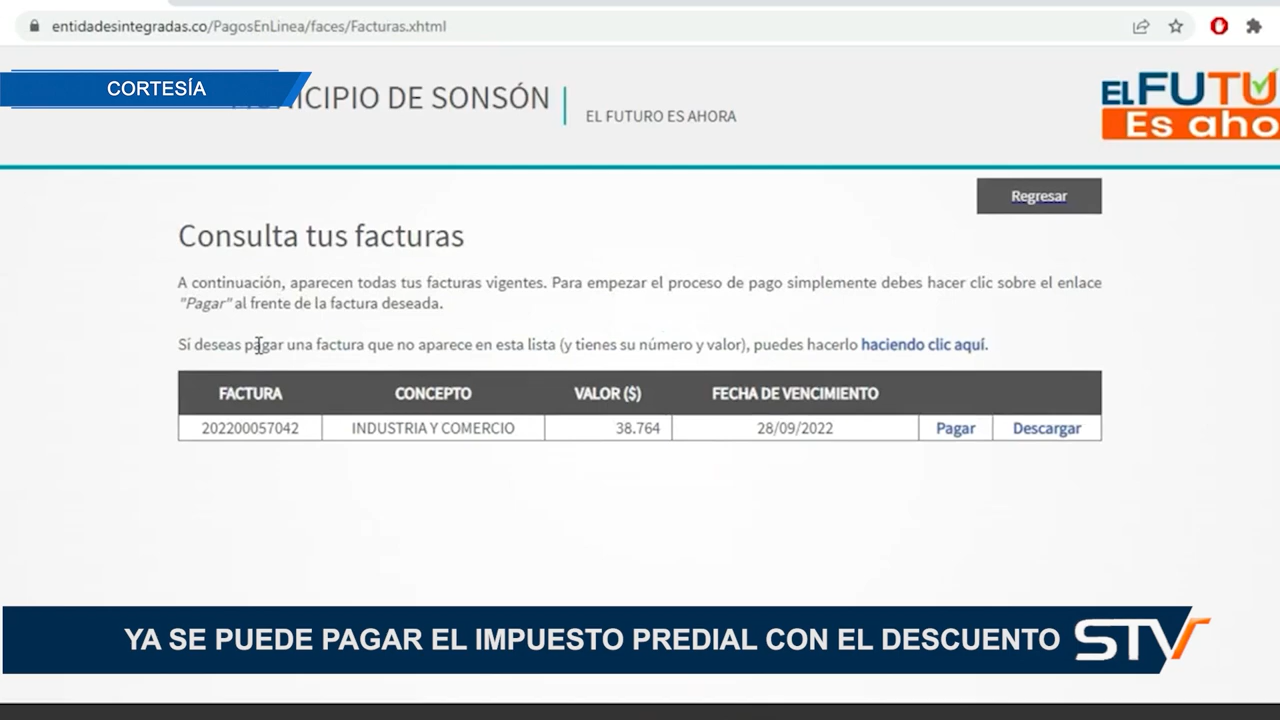 entidadesintegradas.co/PagosEnLinea/faces/Facturas.xhtml
CORTESÍA
DE SONSÓN
EL FUTURO ES AHORA
EL FUTU
Es aho
Regresar
Consulta tus facturas
A continuación, aparecen todas tus facturas vigentes. Para empezar el proceso de pago simplemente debes hacer clic sobre el enlace
"Pagar" al frente de la factura deseada.
Sí deseas pagar una factura que no aparece en esta lista (y tienes su número y valor), puedes hacerlo haciendo clic aquí.
FACTURA CONCEPTO VALOR ($) FECHA DE VENCIMIENTO
202200057042 INDUSTRIA Y COMERCIO 38.764 28/09/2022 Pagar Descargar
YA SE PUEDE PAGAR EL IMPUESTO PREDIAL CON EL DESCUENTO
STV